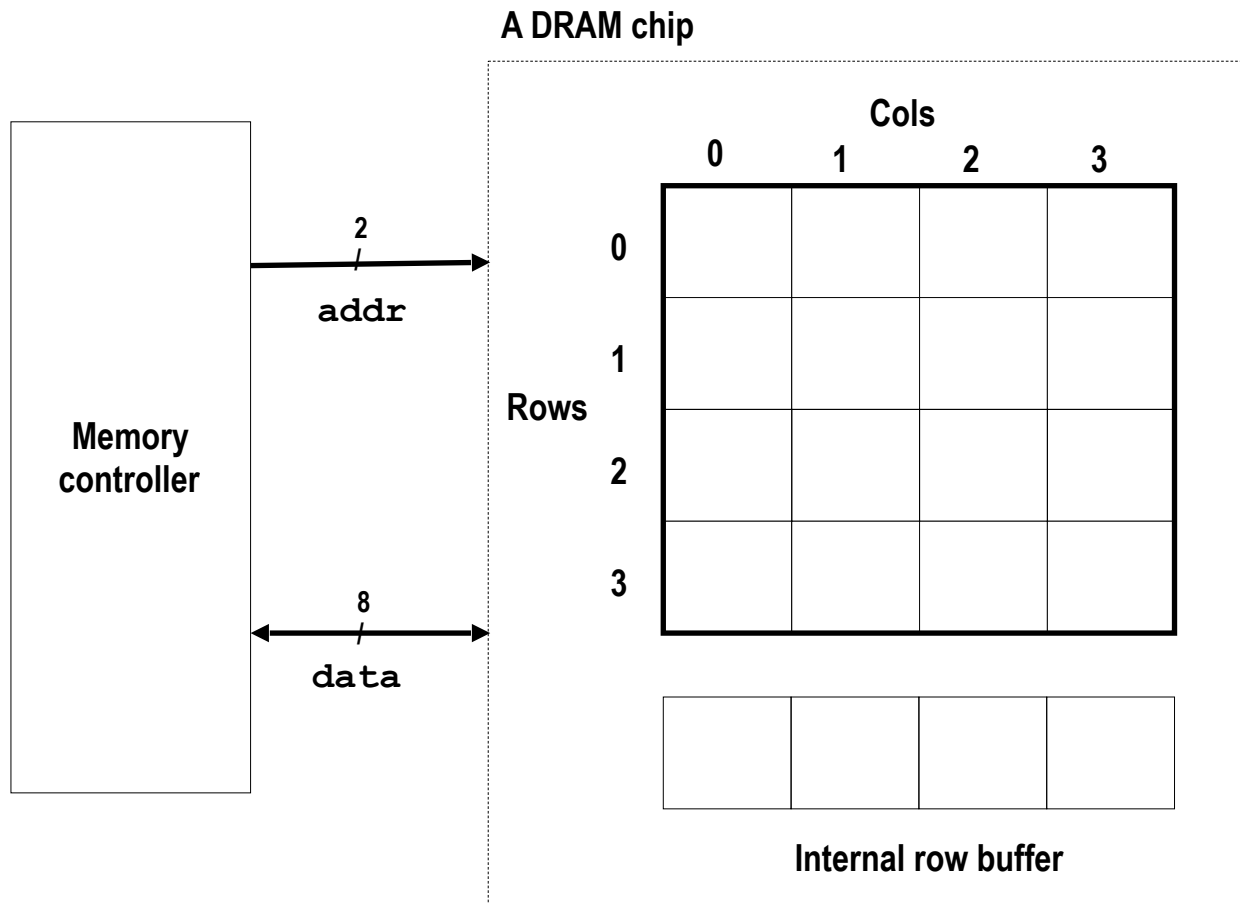 A DRAM chip
Cols
0 1 2 3
2
addr
0
1
Rows
2
3
Memory
controller
8
data
Internal row buffer